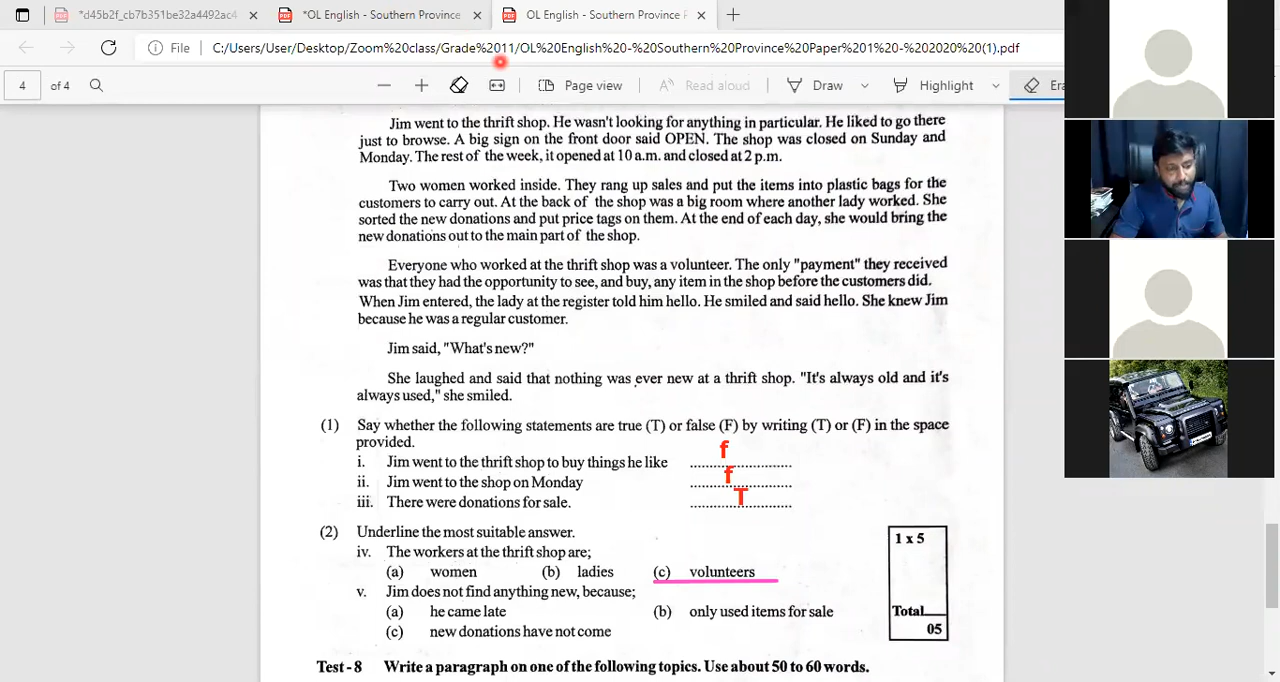 *d45b2f_cb7b351be32a4492ac4
*OL English - Southern Province
OL English - Southern Province F
File
C:/Users/User/Desktop/Zoom%20class/Grade%2011/OL%20English%20-%20Southern%20Province%20Paper%201%20-%202020%20(1).pdf
4 of 4
Page view
Read aloud
Draw
Highlight
Era
Jim went to the thrift shop. He wasn't looking for anything in particular. He liked to go there
just to browse. A big sign on the front door said OPEN. The shop was closed on Sunday and
Monday. The rest of the week, it opened at 10 a.m. and closed at 2 p.m.
Two women worked inside. They rang up sales and put the items into plastic bags for the
customers to carry out. At the back of the shop was a big room where another lady worked. She
sorted the new donations and put price tags on them. At the end of each day, she would bring the
new donations out to the main part of the shop.
Everyone who worked at the thrift shop was a volunteer. The only "payment" they received
was that they had the opportunity to see, and buy, any item in the shop before the customers did.
When Jim entered, the lady at the register told him hello. He smiled and said hello. She knew Jim
because he was a regular customer.
Jim said, "What's new?"
She laughed and said that nothing was ever new at a thrift shop. "It's always old and it's
always used," she smiled.
(1) Say whether the following statements are true (T) or false (F) by writing (T) or (F) in the space
provided.
i. Jim went to the thrift shop to buy things he like f
ii. Jim went to the shop on Monday f
iii. There were donations for sale. T
(2) Underline the most suitable answer.
iv. The workers at the thrift shop are;
(a) women (b) ladies (c) volunteers
v. Jim does not find anything new, because;
(a) he came late (b) only used items for sale
(c) new donations have not come
1 x 5
Total
05
Test - 8 Write a paragraph on one of the following topics. Use about 50 to 60 words.